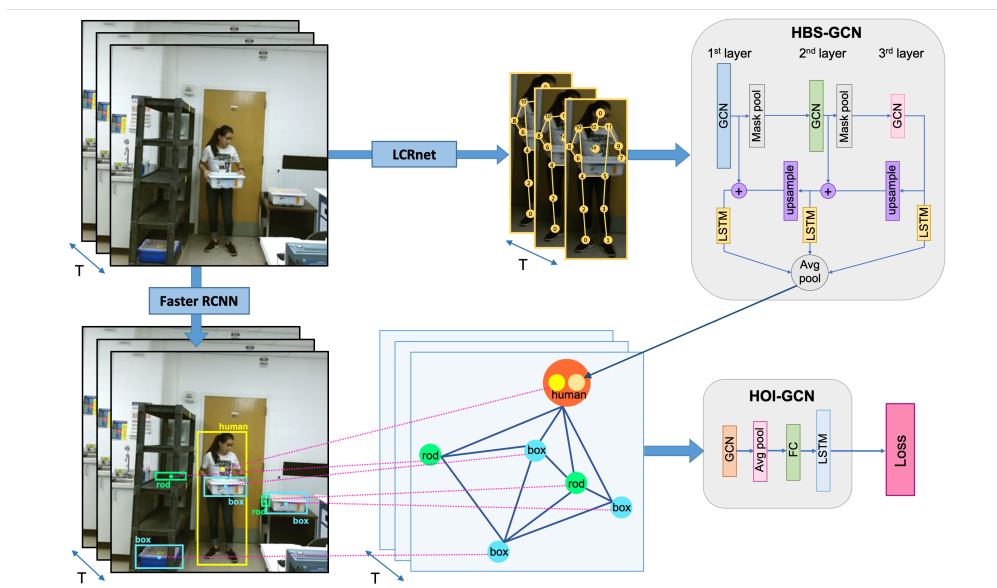 HBS-GCN
1st layer
2nd layer
3rd layer
GCN
Mask pool
GCN
Mask pool
GCN
upsample
upsample
+
+
LSTM
LSTM
LSTM
Avg
pool
LCRnet
T
T
Faster RCNN
human
rod
box
rod
box
box
T
human
rod
box
rod
box
box
T
HOI-GCN
GCN
Avg pool
FC
LSTM
Loss